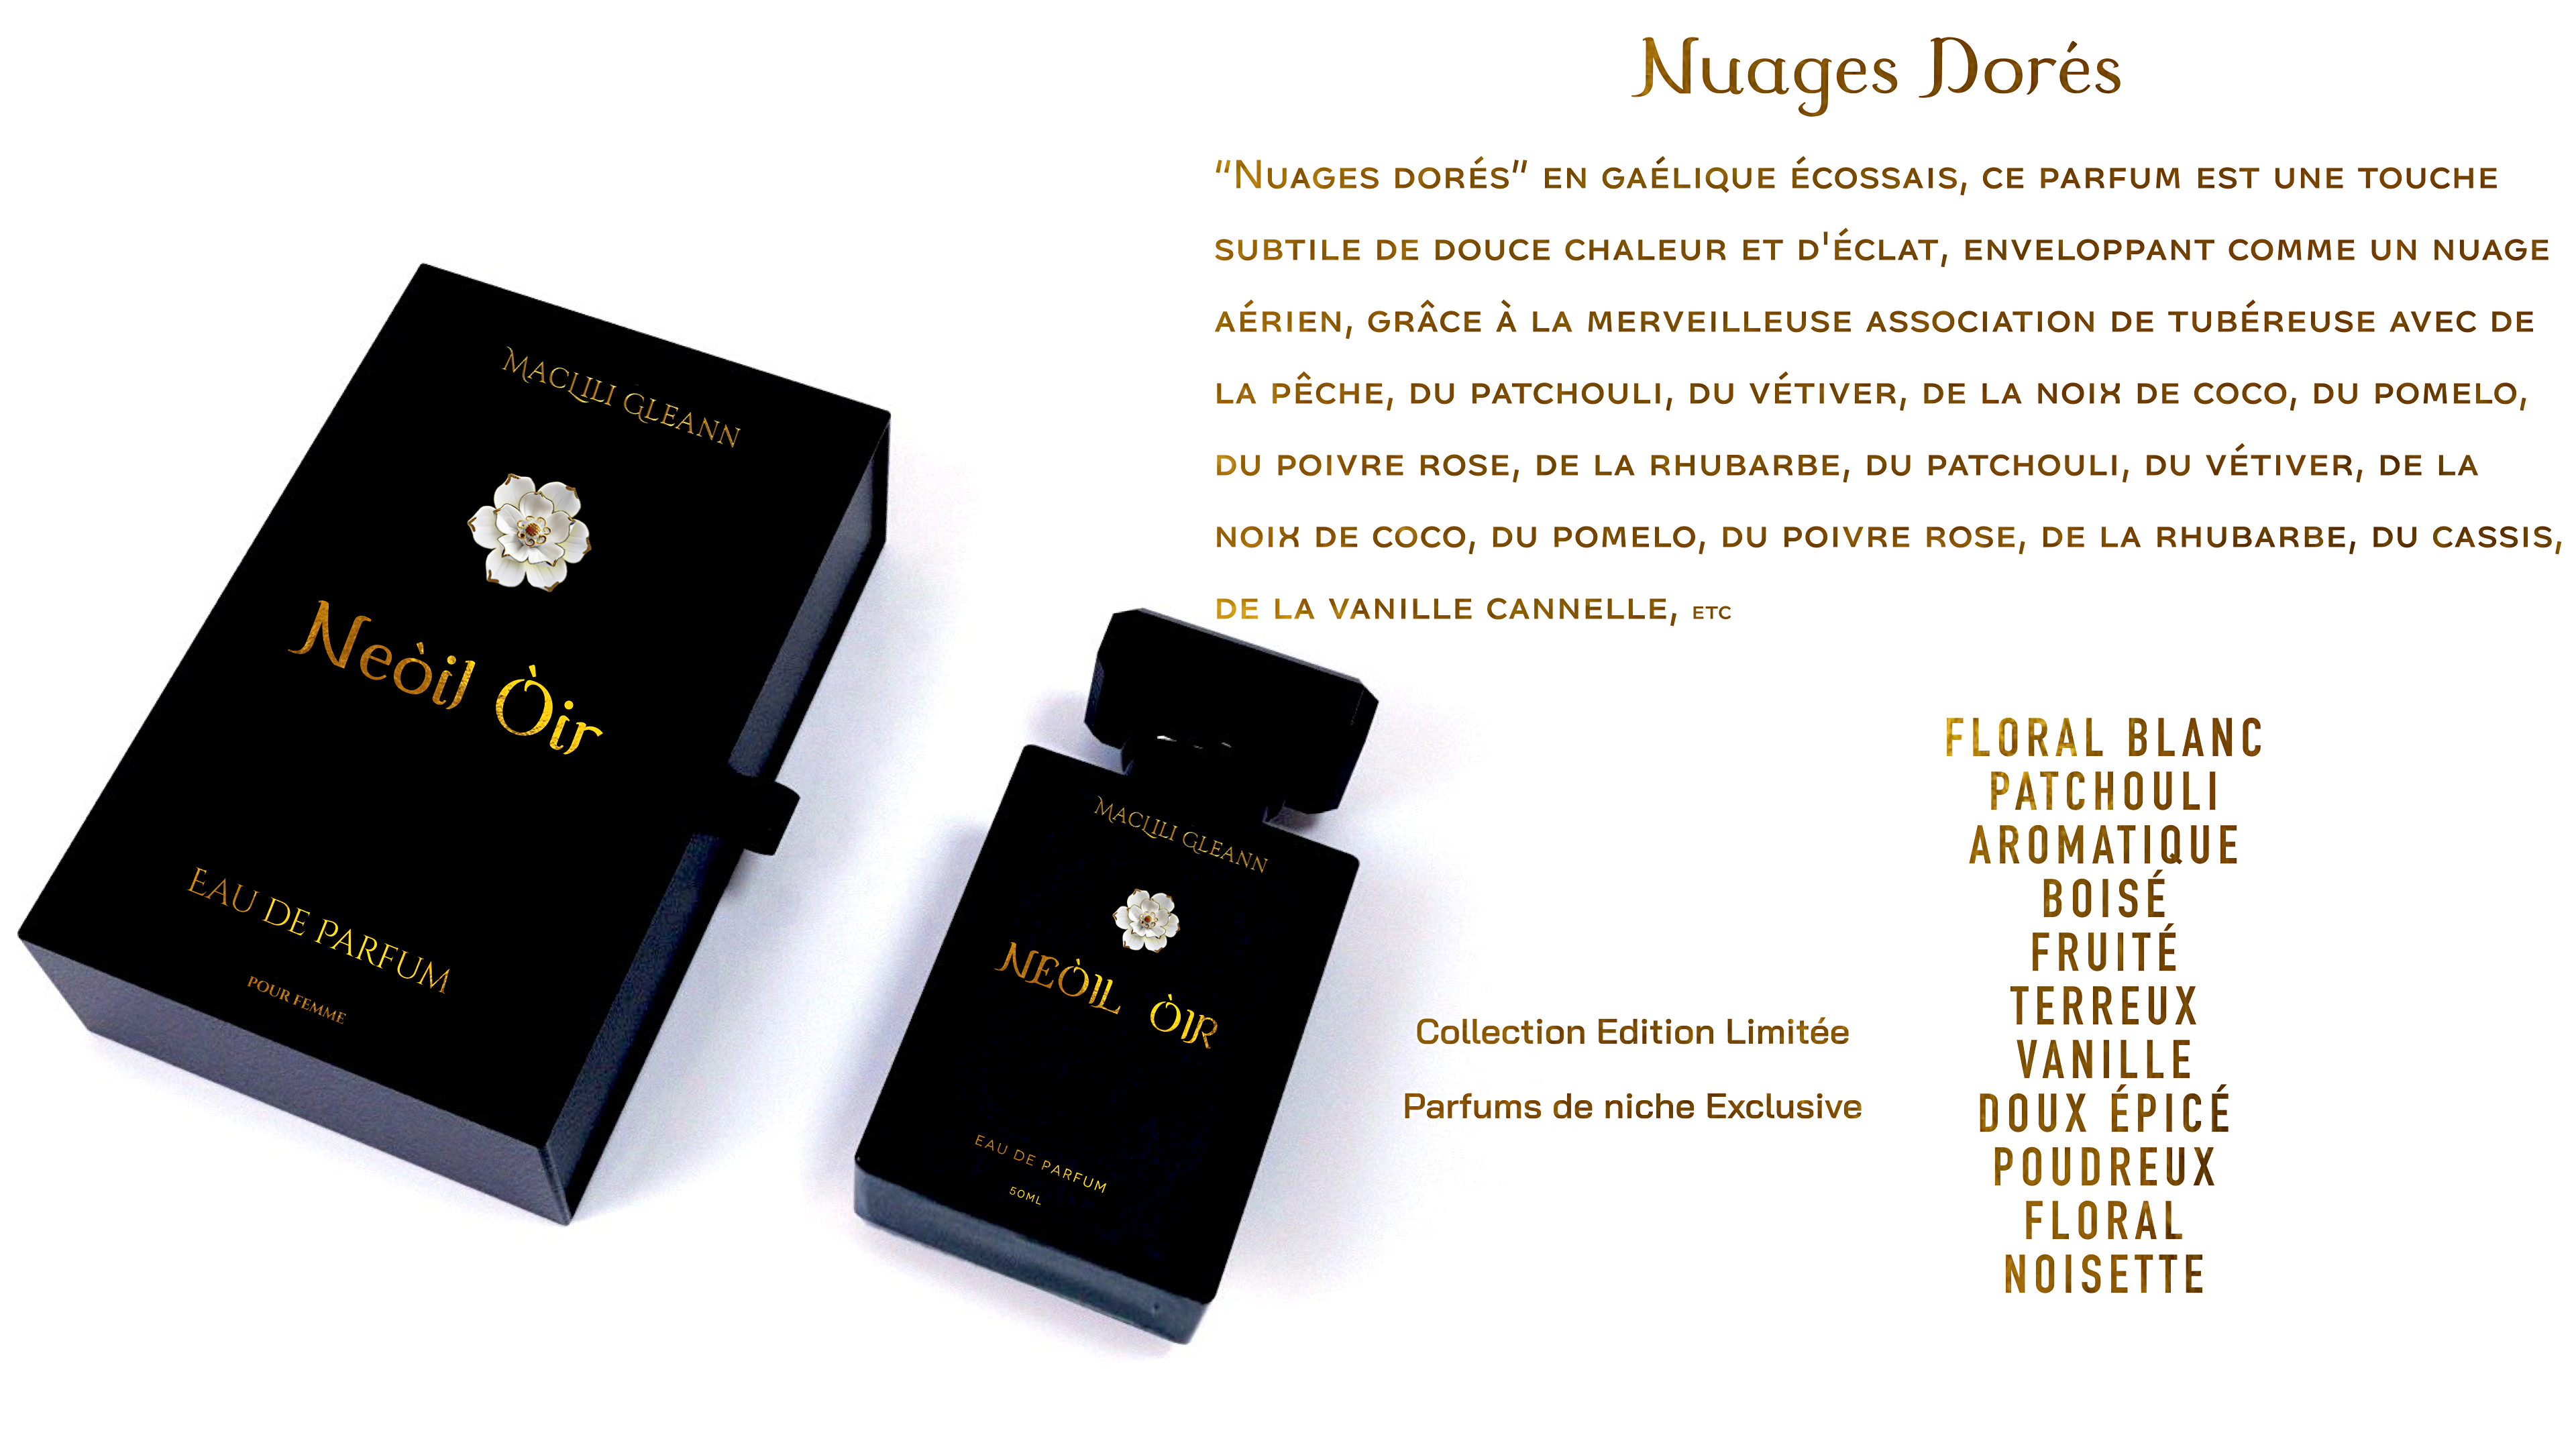 Nuages Dorés
“Nuages dorés” en gaélique écossais, ce parfum est une touche
subtile de douce chaleur et d'éclat, enveloppant comme un nuage
aérien, grâce à la merveilleuse association de tubéreuse avec de
la pêche, du patchouli, du vétiver, de la noix de coco, du pomelo,
du poivre rose, de la rhubarbe, du patchouli, du vétiver, de la
noix de coco, du pomelo, du poivre rose, de la rhubarbe, du cassis,
de la vanille cannelle, etc
MacLili Gleann
Neòil Òir
Eau de Parfum
pour femme
MacLili Gleann
NEÒIL ÒIR
EAU DE PARFUM
50ML
Collection Edition Limitée
Parfums de niche Exclusive
FLORAL BLANC
PATCHOULI
AROMATIQUE
BOISÉ
FRUITÉ
TERREUX
VANILLE
DOUX ÉPICÉ
POUDREUX
FLORAL
NOISETTE